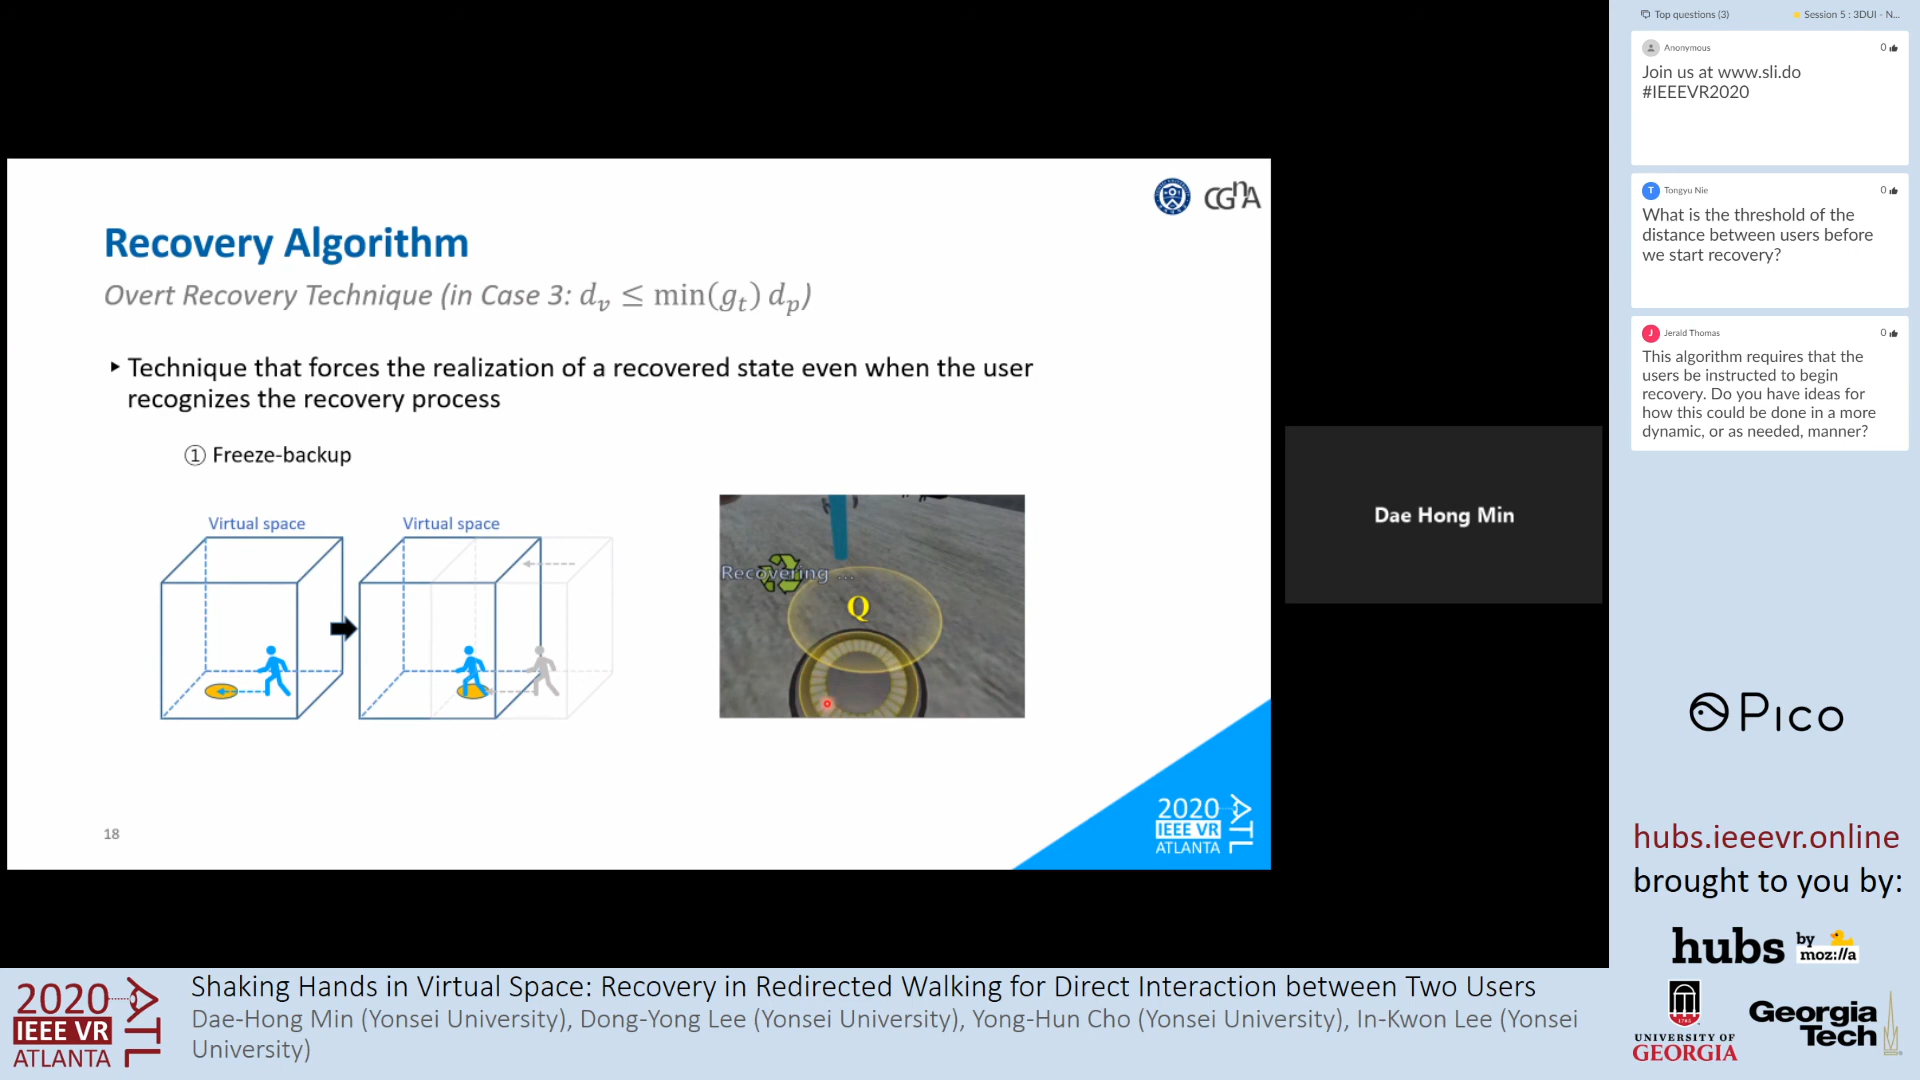 Recovery Algorithm
Overt Recovery Technique (in Case 3: d_v ≤ min(g_t) d_p)
‣ Technique that forces the realization of a recovered state even when the user
recognizes the recovery process
① Freeze-backup
Virtual space
Virtual space
Recovering ...
Q
18
CGnA
2020
IEEE VR
ATLANTA
ATL
Dae Hong Min
Top questions (3)
Session 5 : 3DUI - N...
Anonymous
0
Join us at www.sli.do
#IEEEVR2020
T
Tongyu Nie
0
What is the threshold of the
distance between users before
we start recovery?
J
Jerald Thomas
0
This algorithm requires that the
users be instructed to begin
recovery. Do you have ideas for
how this could be done in a more
dynamic, or as needed, manner?
Pico
hubs.ieeevr.online
brought to you by:
hubs by
moz://a
UNIVERSITY OF
GEORGIA
1785
Georgia
Tech
2020
IEEE VR
ATLANTA
ATL
Shaking Hands in Virtual Space: Recovery in Redirected Walking for Direct Interaction between Two Users
Dae-Hong Min (Yonsei University), Dong-Yong Lee (Yonsei University), Yong-Hun Cho (Yonsei University), In-Kwon Lee (Yonsei
University)